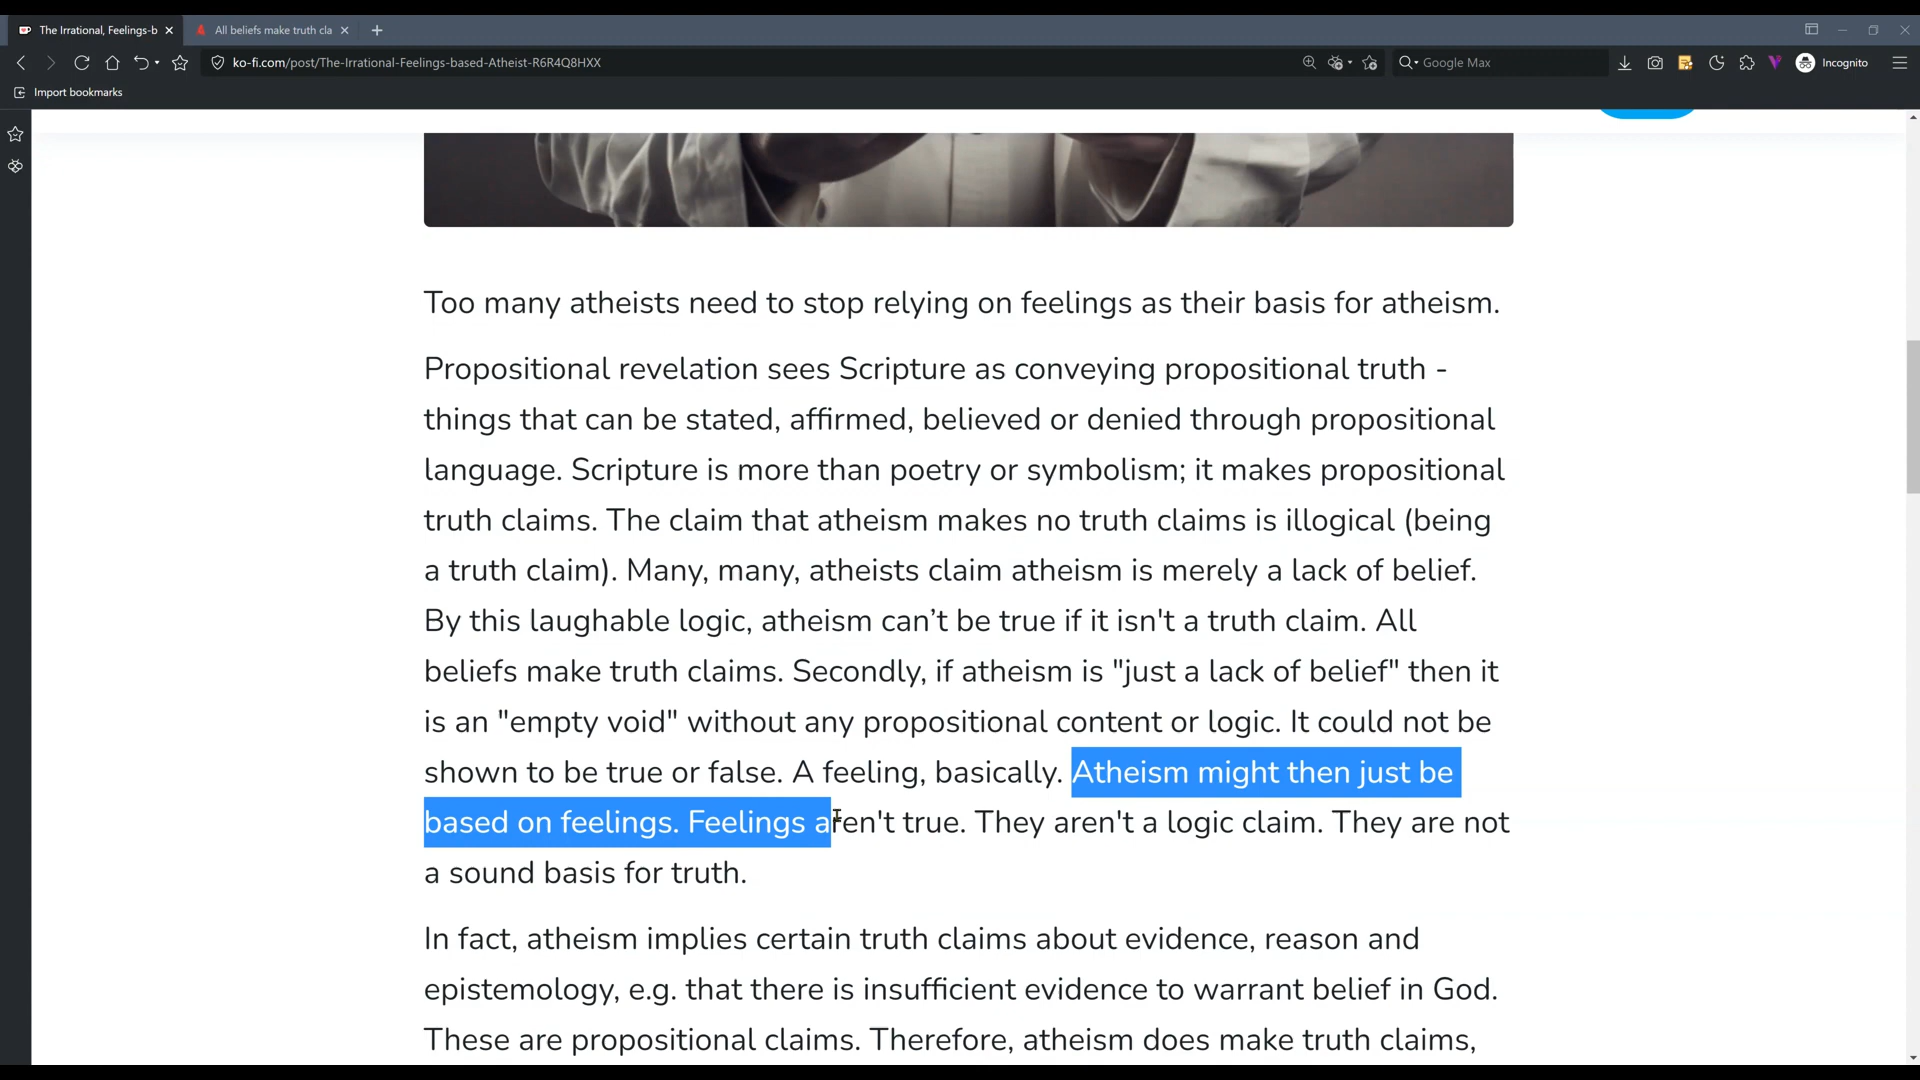 The Irrational, Feelings-b
All beliefs make truth cla
ko-fi.com/post/The-Irrational-Feelings-based-Atheist-R6R4Q8HXX
Google Max
Incognito
Import bookmarks
Too many atheists need to stop relying on feelings as their basis for atheism.
Propositional revelation sees Scripture as conveying propositional truth -
things that can be stated, affirmed, believed or denied through propositional
language. Scripture is more than poetry or symbolism; it makes propositional
truth claims. The claim that atheism makes no truth claims is illogical (being
a truth claim). Many, many, atheists claim atheism is merely a lack of belief.
By this laughable logic, atheism can’t be true if it isn't a truth claim. All
beliefs make truth claims. Secondly, if atheism is "just a lack of belief" then it
is an "empty void" without any propositional content or logic. It could not be
shown to be true or false. A feeling, basically. Atheism might then just be
based on feelings. Feelings aren't true. They aren't a logic claim. They are not
a sound basis for truth.
In fact, atheism implies certain truth claims about evidence, reason and
epistemology, e.g. that there is insufficient evidence to warrant belief in God.
These are propositional claims. Therefore, atheism does make truth claims,